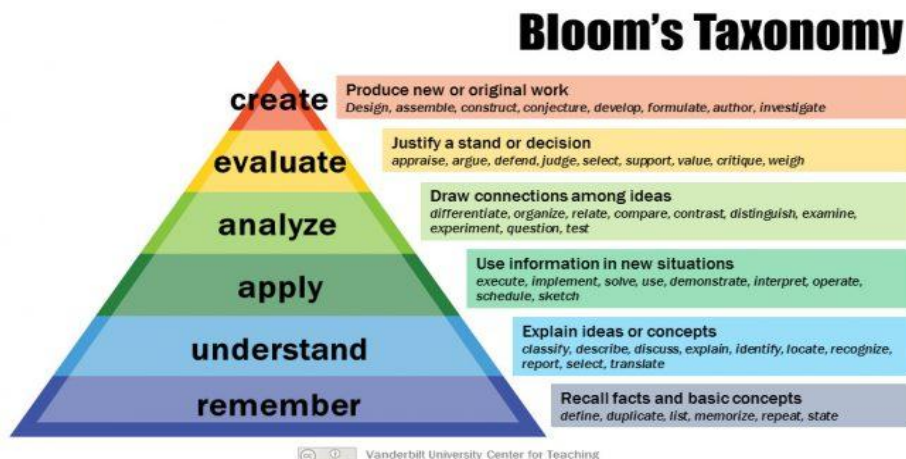 Bloom's Taxonomy
create
Produce new or original work
Design, assemble, construct, conjecture, develop, formulate, author, investigate
evaluate
Justify a stand or decision
appraise, argue, defend, judge, select, support, value, critique, weigh
analyze
Draw connections among ideas
differentiate, organize, relate, compare, contrast, distinguish, examine,
experiment, question, test
apply
Use information in new situations
execute, implement, solve, use, demonstrate, interpret, operate,
schedule, sketch
understand
Explain ideas or concepts
classify, describe, discuss, explain, identify, locate, recognize,
report, select, translate
remember
Recall facts and basic concepts
define, duplicate, list, memorize, repeat, state
cc
Vanderbilt University Center for Teaching